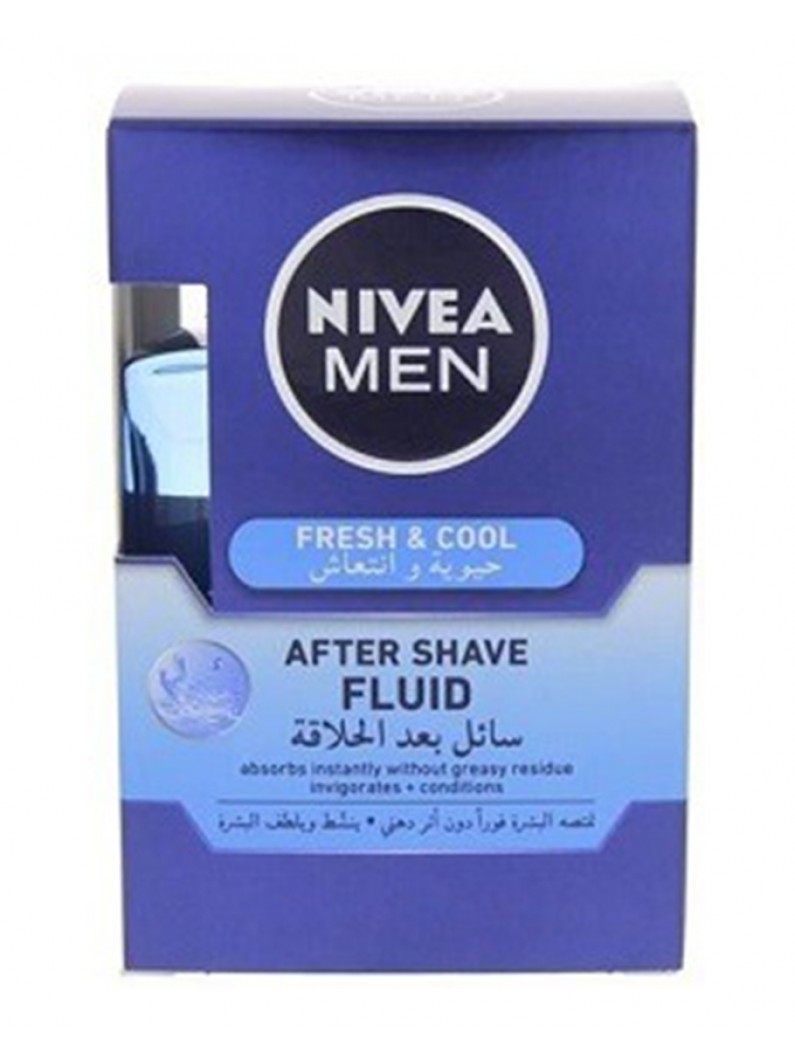 NIVEA
MEN
FRESH & COOL
حيوية و انتعاش
AFTER SHAVE
FLUID
سائل بعد الحلاقة
absorbs instantly without greasy residue
invigorates + conditions
تمتصه البشرة فوراً دون أثر دهني • ينشّط ويلطف البشرة